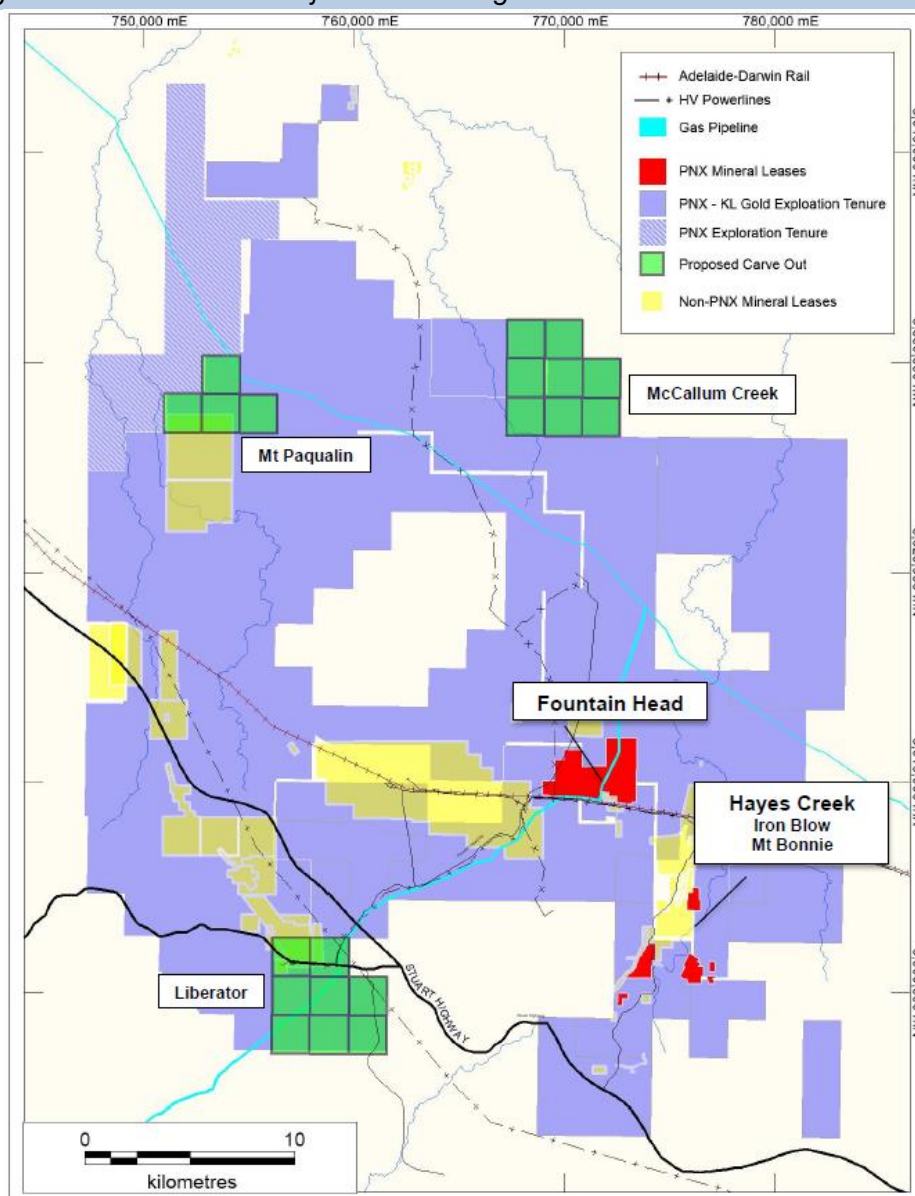 750,000 mE 760,000 mE 770,000 mE 780,000 mE
Adelaide-Darwin Rail
HV Powerlines
Gas Pipeline
PNX Mineral Leases
PNX - KL Gold Exploation Tenure
PNX Exploration Tenure
Proposed Carve Out
Non-PNX Mineral Leases
McCallum Creek
Mt Paqualin
Fountain Head
Hayes Creek
Iron Blow
Mt Bonnie
Liberator
STUART HIGHWAY
0 10
kilometres